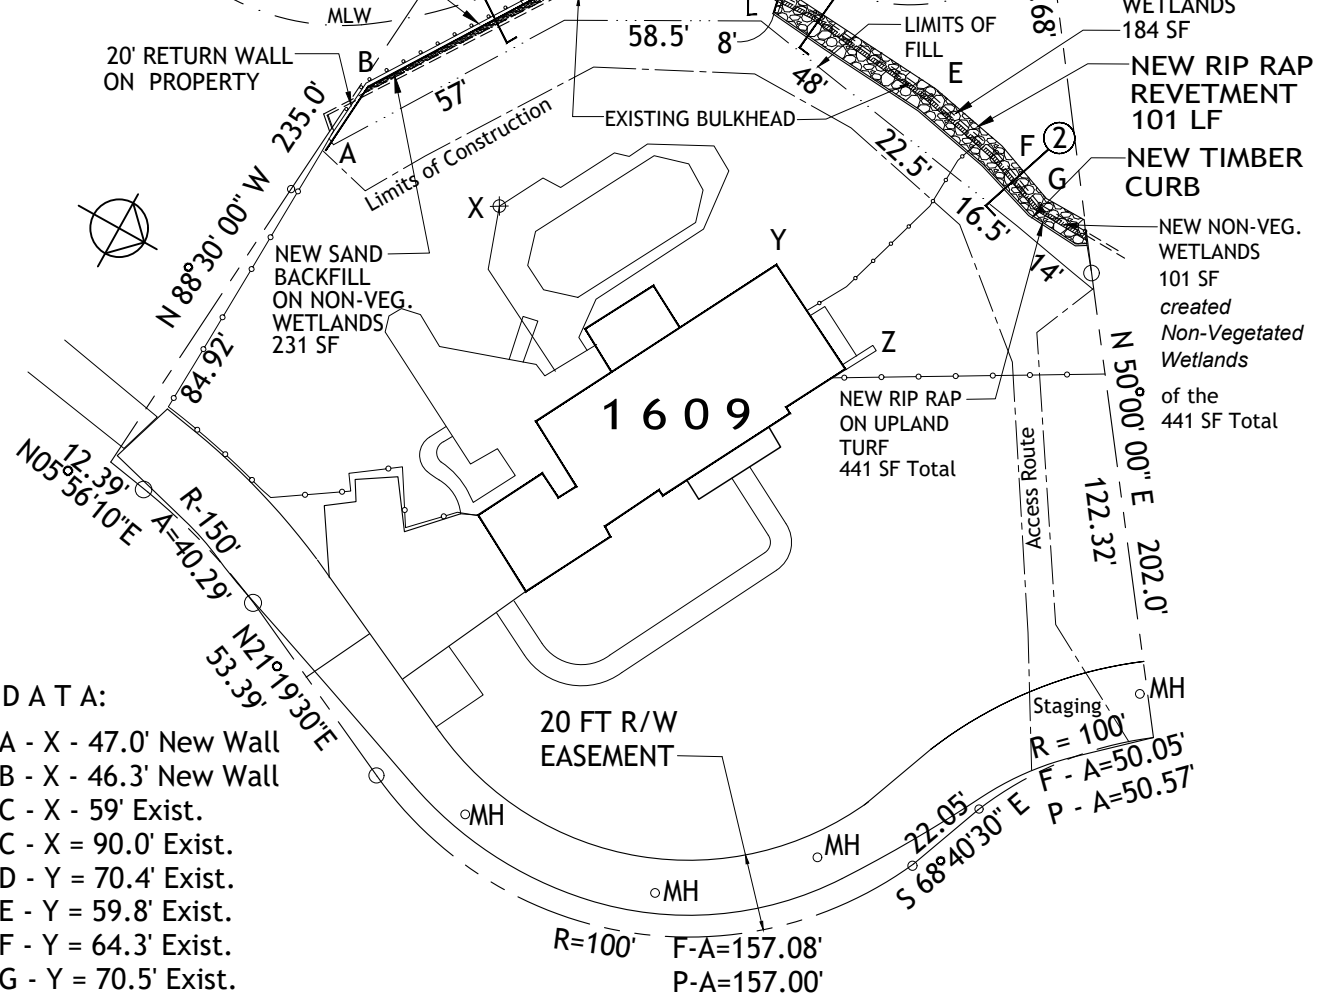 MLW
20' RETURN WALL
ON PROPERTY
B
A
235.0'
57'
58.5'
8'
48'
LIMITS OF
FILL
E
.68'
WETLANDS
184 SF
NEW RIP RAP
REVETMENT
101 LF
F
2
G
NEW TIMBER
CURB
EXISTING BULKHEAD
22.5'
16.5'
14'
Limits of Construction
X
Y
Z
N 88°30' 00" W
84.92'
NEW SAND
BACKFILL
ON NON-VEG.
WETLANDS
231 SF
NEW NON-VEG.
WETLANDS
101 SF
created
Non-Vegetated
Wetlands
of the
441 SF Total
NEW RIP RAP
ON UPLAND
TURF
441 SF Total
1609
Access Route
N 50°00' 00" E 202.0'
122.32'
12.39'
N05°56'10"E
R-150'
A=40.29'
N21°19'30"E
53.39'
DATA:
A - X - 47.0' New Wall
B - X - 46.3' New Wall
C - X - 59' Exist.
C - X = 90.0' Exist.
D - Y = 70.4' Exist.
E - Y = 59.8' Exist.
F - Y = 64.3' Exist.
G - Y = 70.5' Exist.
20 FT R/W
EASEMENT
Staging
MH
R = 100'
F - A=50.05'
P - A=50.57'
22.05'
S 68°40'30" E
MH
MH
MH
R=100'
F-A=157.08'
P-A=157.00'